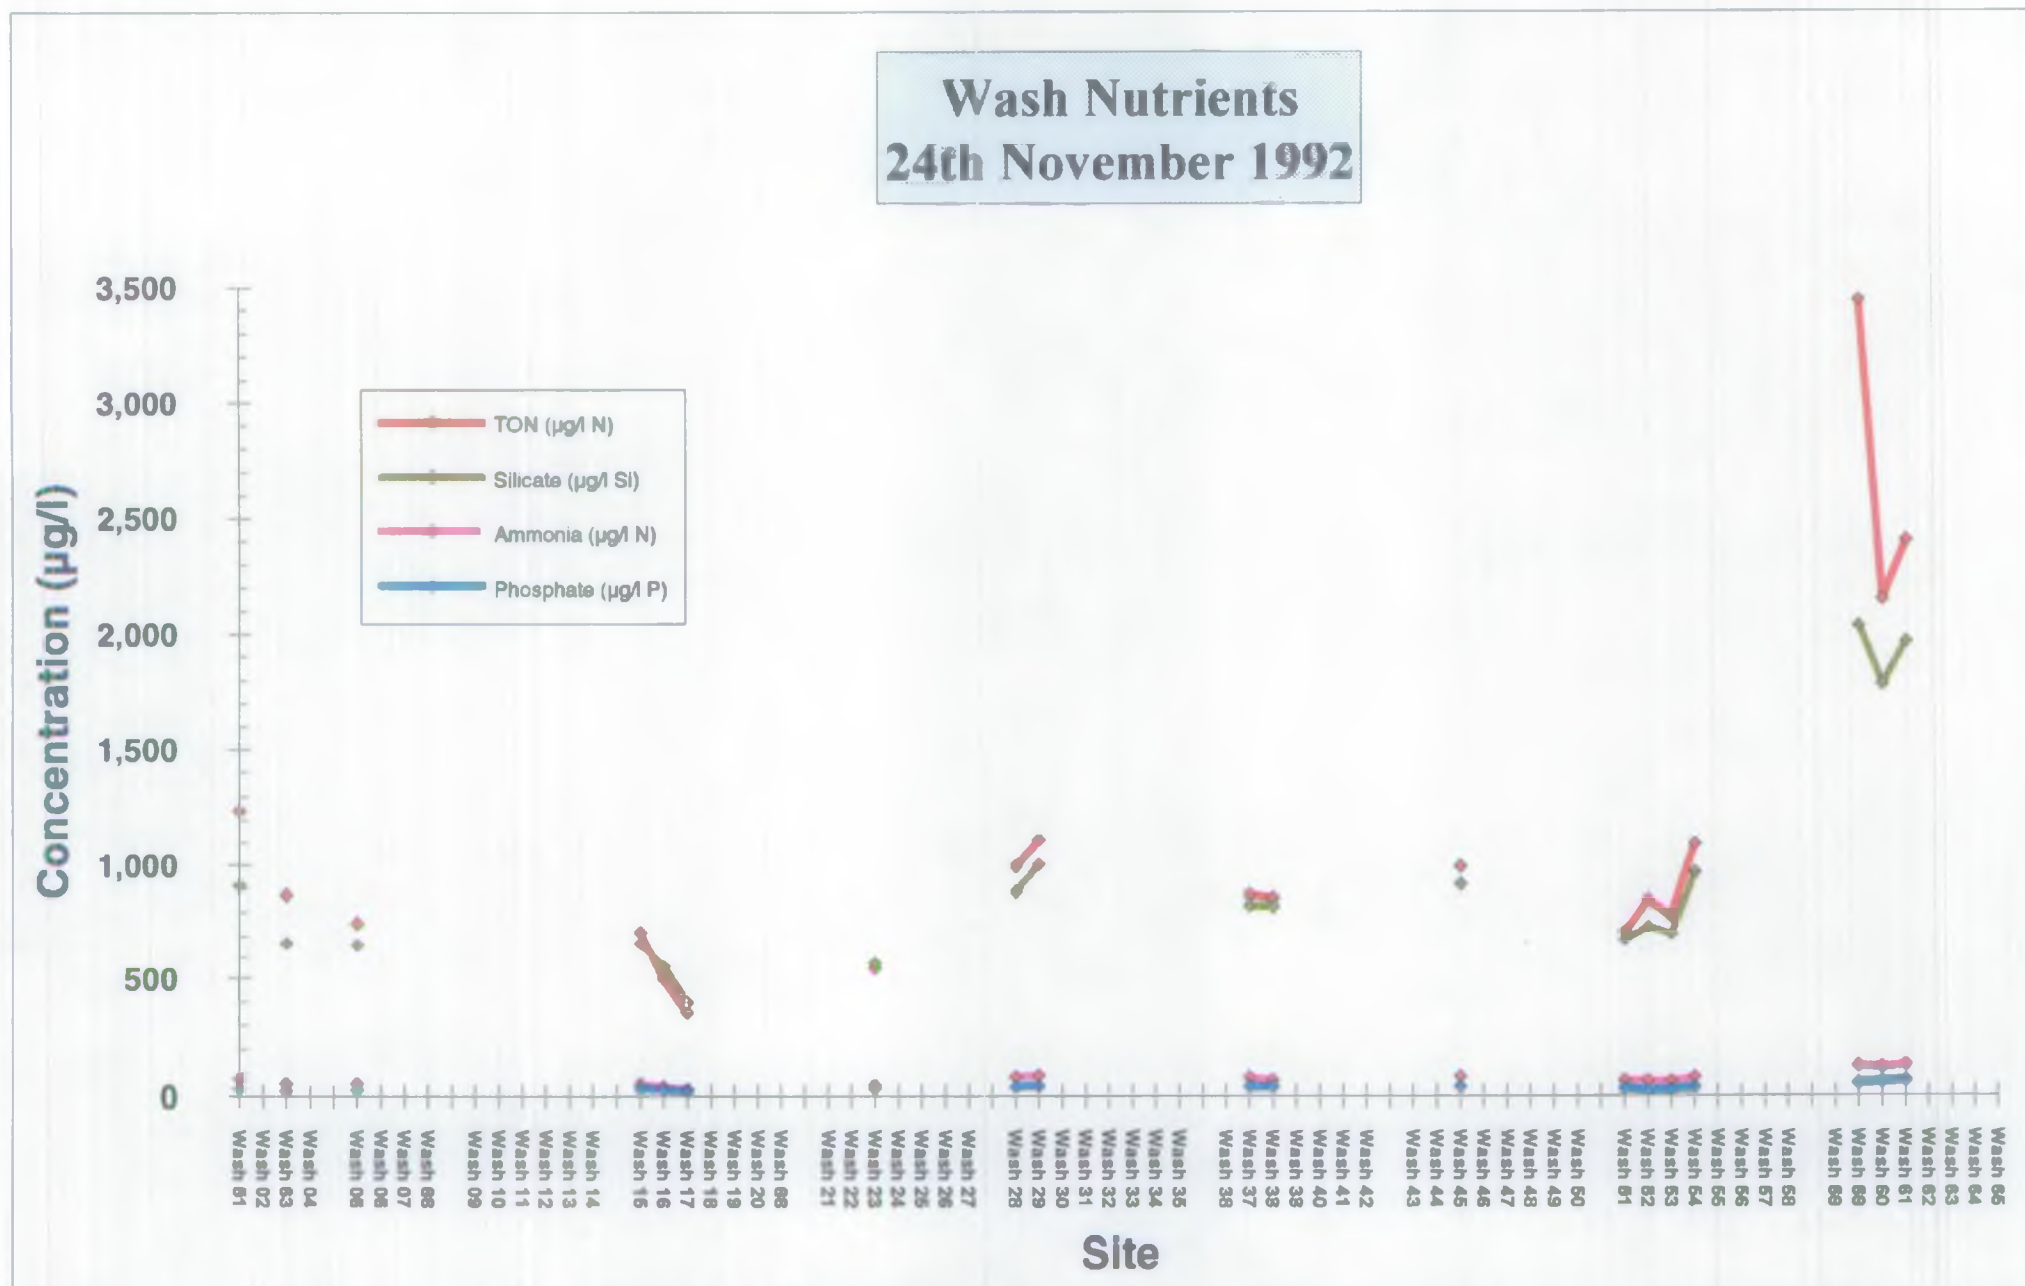 Wash Nutrients
24th November 1992
3,500
3,000
2,500
2,000
1,500
1,000
500
0
Concentration (µg/l)
TON (µg/l N)
Silicate (µg/l Si)
Ammonia (µg/l N)
Phosphate (µg/l P)
Wash 01
Wash 02
Wash 03
Wash 04
Wash 05
Wash 06
Wash 07
Wash 68
Wash 09
Wash 10
Wash 11
Wash 12
Wash 13
Wash 14
Wash 15
Wash 16
Wash 17
Wash 18
Wash 19
Wash 20
Wash 68
Wash 21
Wash 22
Wash 23
Wash 24
Wash 25
Wash 26
Wash 27
Wash 28
Wash 29
Wash 30
Wash 31
Wash 32
Wash 33
Wash 34
Wash 35
Wash 36
Wash 37
Wash 38
Wash 39
Wash 40
Wash 41
Wash 42
Wash 43
Wash 44
Wash 45
Wash 46
Wash 47
Wash 48
Wash 49
Wash 50
Wash 51
Wash 52
Wash 53
Wash 54
Wash 55
Wash 56
Wash 57
Wash 58
Wash 69
Wash 59
Wash 60
Wash 61
Wash 62
Wash 63
Wash 64
Wash 65
Site